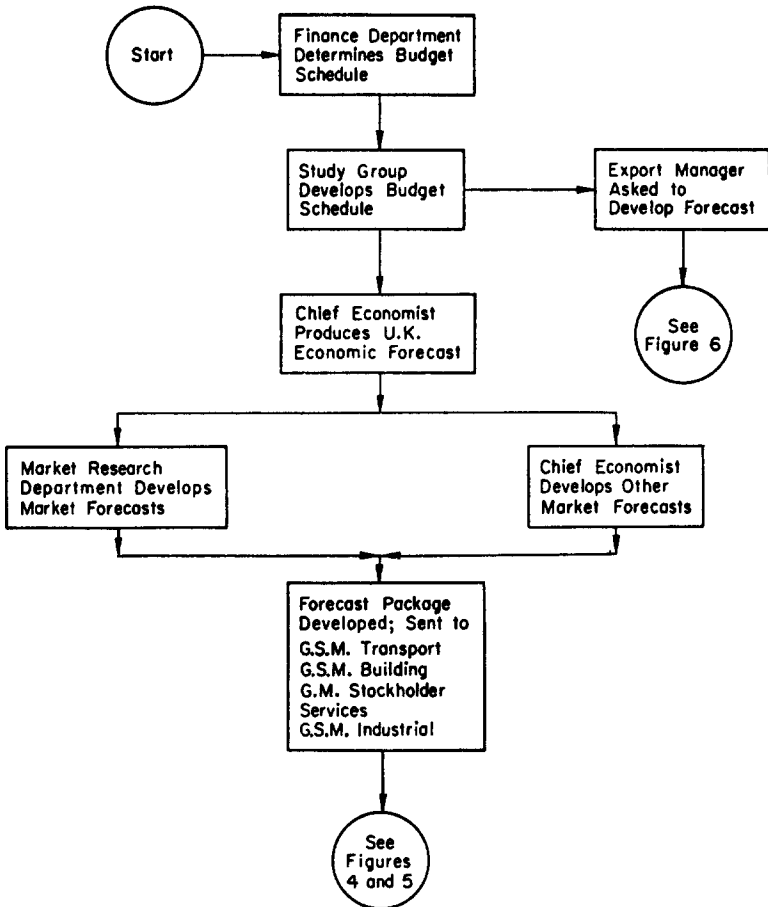 Start
Finance Department
Determines Budget
Schedule
Study Group
Develops Budget
Schedule
Export Manager
Asked to
Develop Forecast
See
Figure 6
Chief Economist
Produces U.K.
Economic Forecast
Market Research
Department Develops
Market Forecasts
Chief Economist
Develops Other
Market Forecasts
Forecast Package
Developed; Sent to
G.S.M. Transport
G.S.M. Building
G.M. Stockholder
Services
G.S.M. Industrial
See
Figures
4 and 5